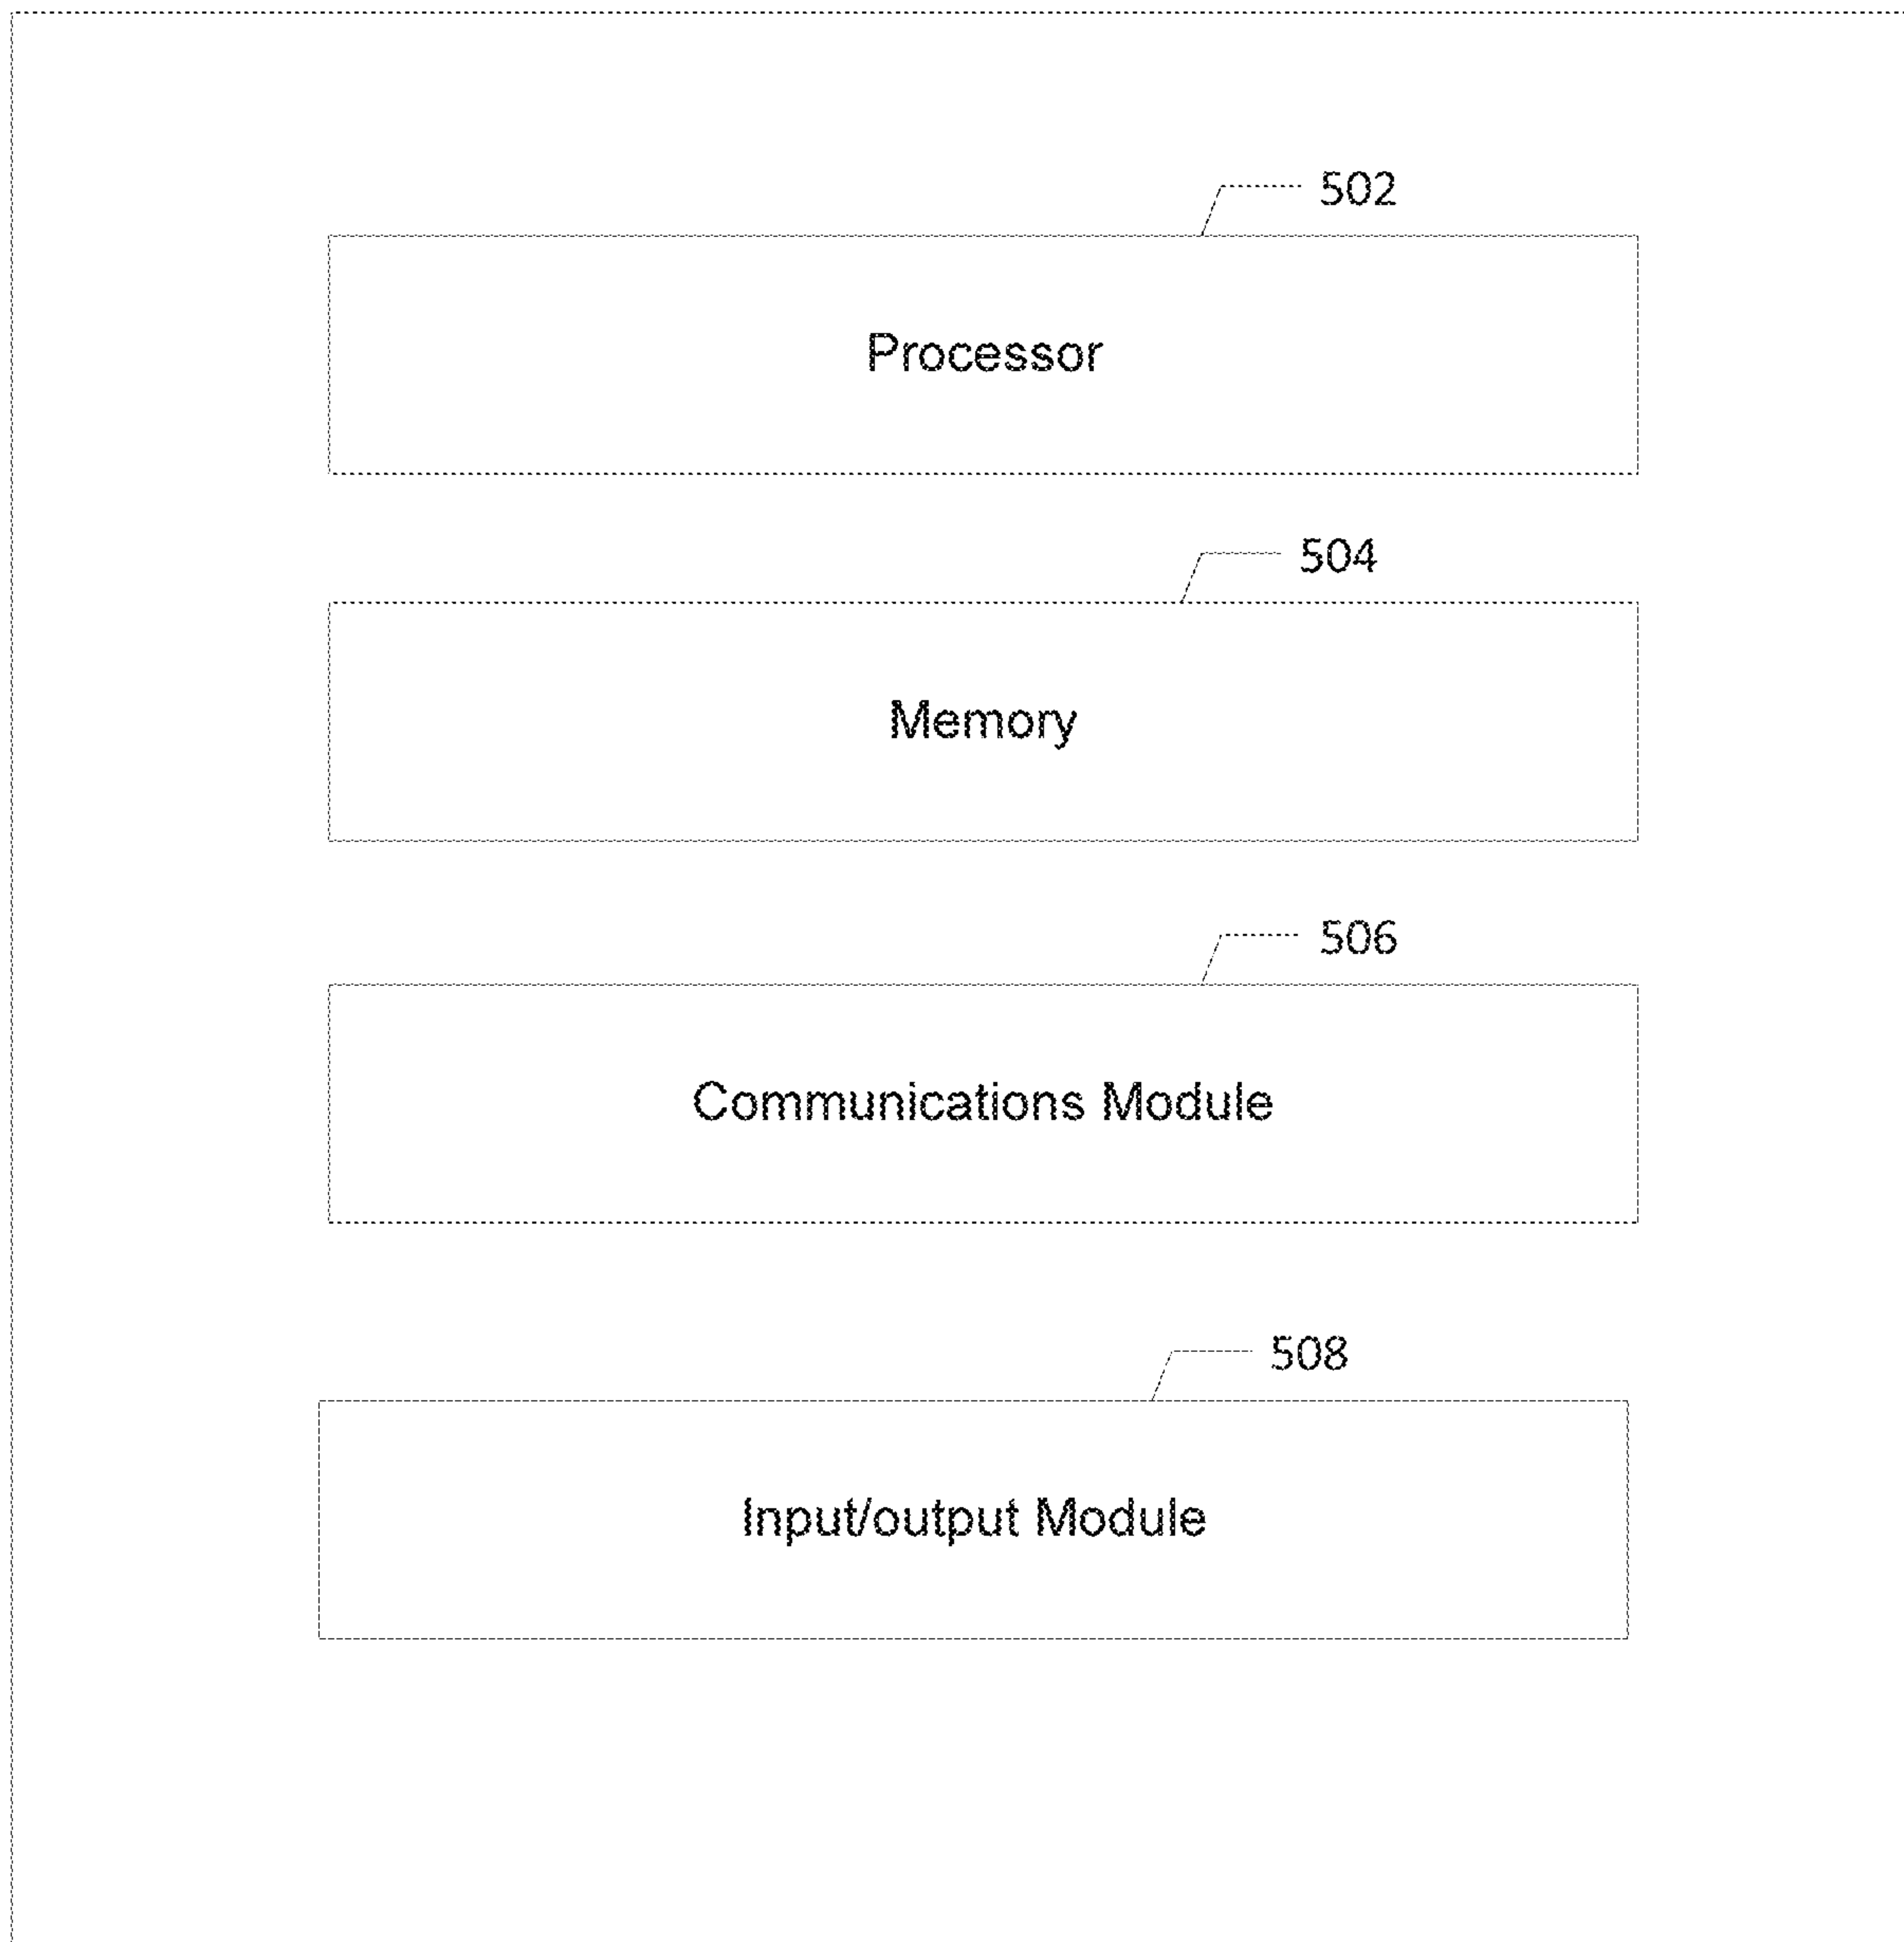 502
Processor
504
Memory
506
Communications Module
508
Input/output Module